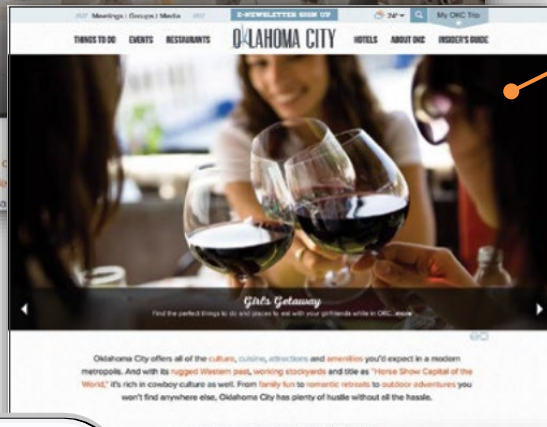 Meetings | Groups | Media
E-NEWSLETTER SIGN UP
My OKC Trip
THINGS TO DO EVENTS RESTAURANTS OKLAHOMA CITY HOTELS ABOUT OKC INSIDER'S GUIDE
Girls Getaway
Find the perfect things to do and places to eat with your girlfriends while in OKC...more
Oklahoma City offers all of the culture, cuisine, attractions and amenities you'd expect in a modern
metropolis. And with its rugged Western past, working stockyards and title as "Horse Show Capital of the
World," it's rich in cowboy culture as well. From family fun to romantic retreats to outdoor adventures you
won't find anywhere else, Oklahoma City has plenty of hustle without all the hassle.